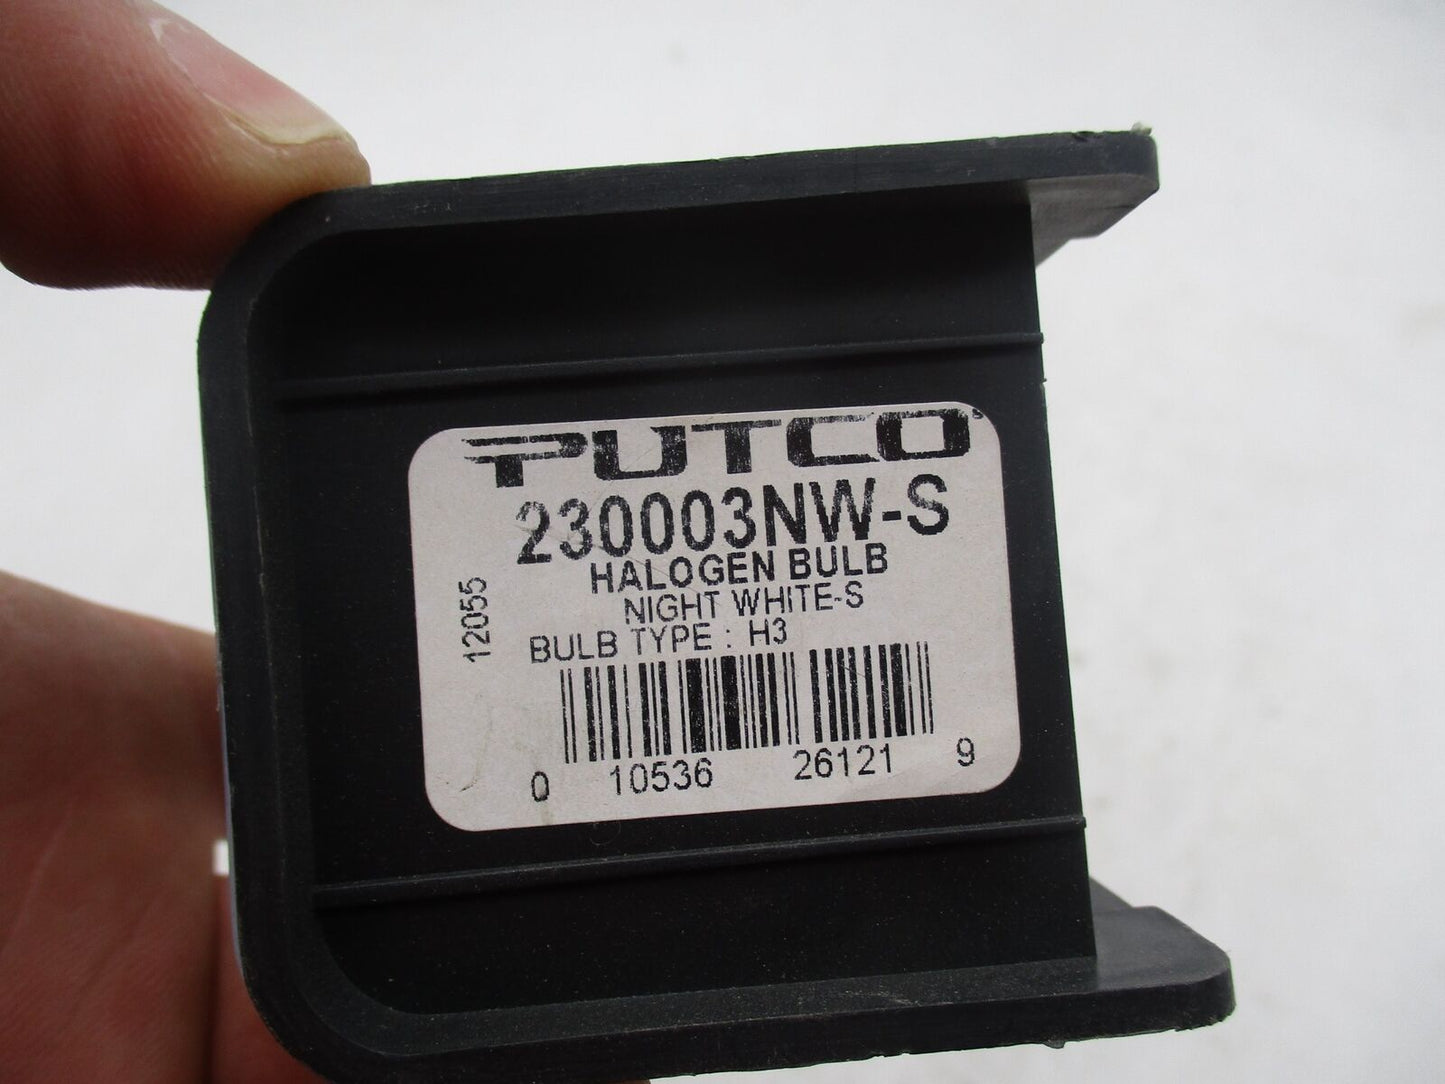 PUTCO
230003NW-S
HALOGEN BULB
NIGHT WHITE-S
BULB TYPE : H3
12055
0 10536 26121 9